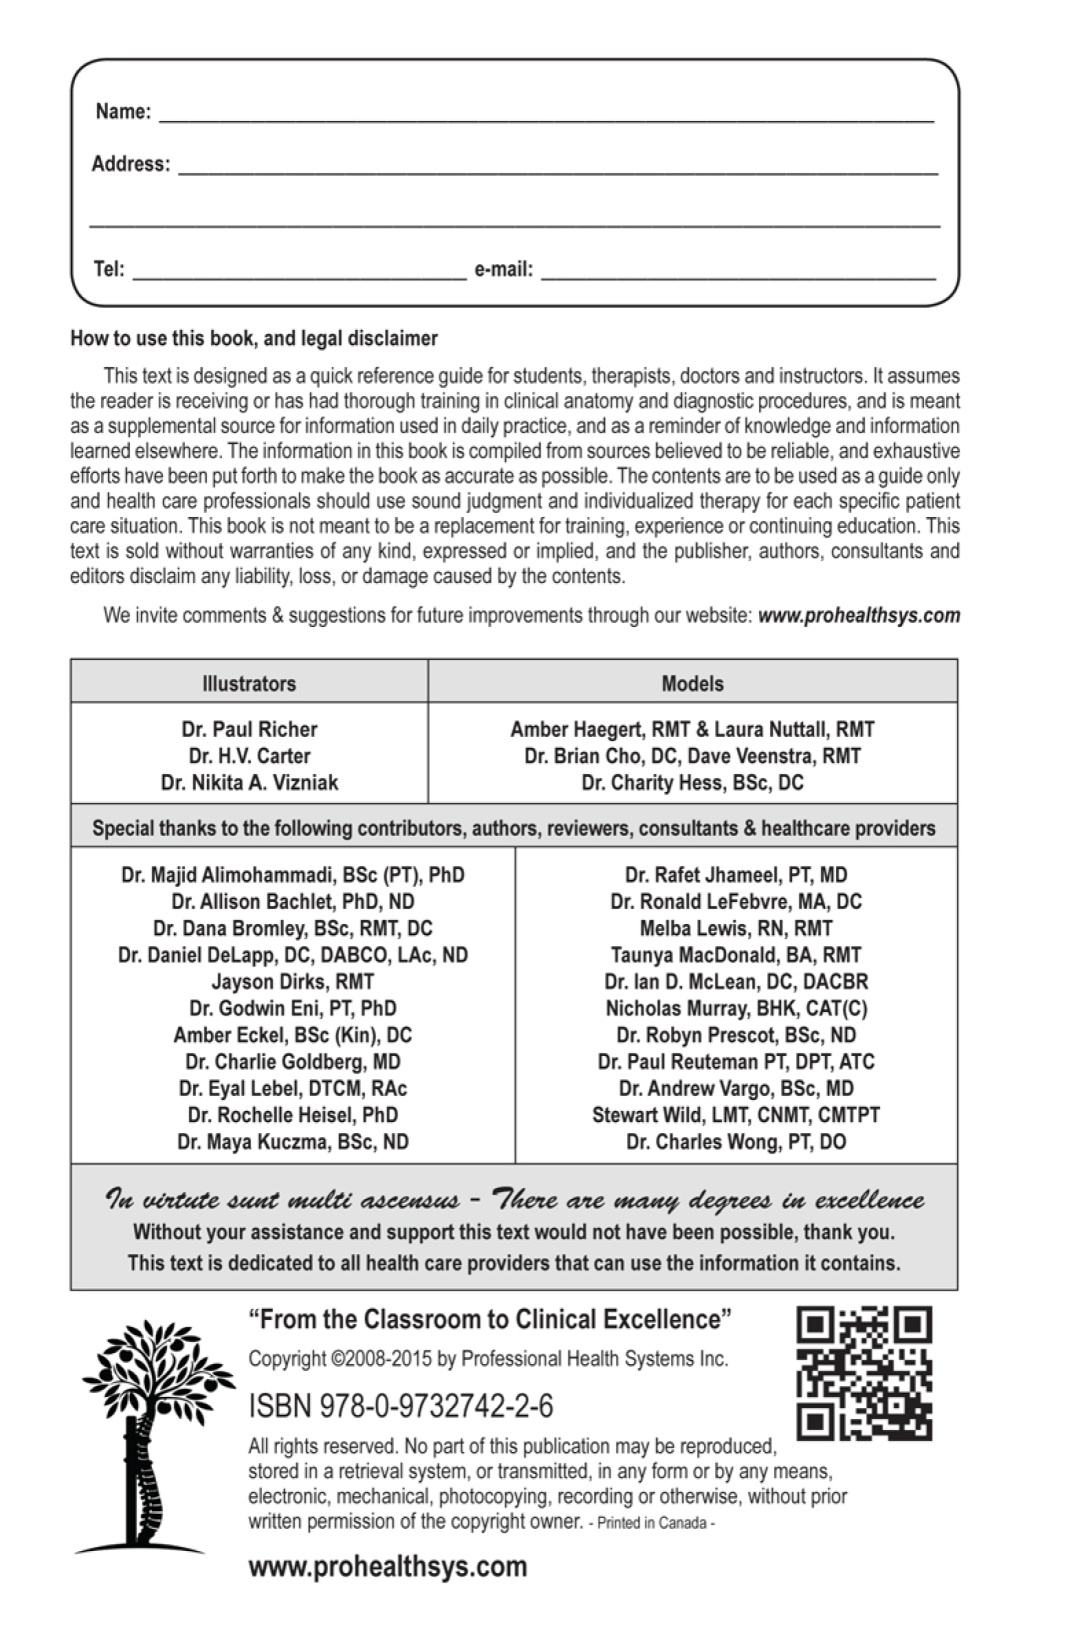 Name:
Address:
Tel: e-mail:
How to use this book, and legal disclaimer
This text is designed as a quick reference guide for students, therapists, doctors and instructors. It assumes
the reader is receiving or has had thorough training in clinical anatomy and diagnostic procedures, and is meant
as a supplemental source for information used in daily practice, and as a reminder of knowledge and information
learned elsewhere. The information in this book is compiled from sources believed to be reliable, and exhaustive
efforts have been put forth to make the book as accurate as possible. The contents are to be used as a guide only
and health care professionals should use sound judgment and individualized therapy for each specific patient
care situation. This book is not meant to be a replacement for training, experience or continuing education. This
text is sold without warranties of any kind, expressed or implied, and the publisher, authors, consultants and
editors disclaim any liability, loss, or damage caused by the contents.
We invite comments & suggestions for future improvements through our website: www.prohealthsys.com
Illustrators
Dr. Paul Richer
Dr. H.V. Carter
Dr. Nikita A. Vizniak
Models
Amber Haegert, RMT & Laura Nuttall, RMT
Dr. Brian Cho, DC, Dave Veenstra, RMT
Dr. Charity Hess, BSc, DC
Special thanks to the following contributors, authors, reviewers, consultants & healthcare providers
Dr. Majid Alimohammadi, BSc (PT), PhD
Dr. Allison Bachlet, PhD, ND
Dr. Dana Bromley, BSc, RMT, DC
Dr. Daniel DeLapp, DC, DABCO, LAc, ND
Jayson Dirks, RMT
Dr. Godwin Eni, PT, PhD
Amber Eckel, BSc (Kin), DC
Dr. Charlie Goldberg, MD
Dr. Eyal Lebel, DTCM, RAc
Dr. Rochelle Heisel, PhD
Dr. Maya Kuczma, BSc, ND
Dr. Rafet Jhameel, PT, MD
Dr. Ronald LeFebvre, MA, DC
Melba Lewis, RN, RMT
Taunya MacDonald, BA, RMT
Dr. Ian D. McLean, DC, DACBR
Nicholas Murray, BHK, CAT(C)
Dr. Robyn Prescot, BSc, ND
Dr. Paul Reuteman PT, DPT, ATC
Dr. Andrew Vargo, BSc, MD
Stewart Wild, LMT, CNMT, CMTPT
Dr. Charles Wong, PT, DO
In virtute sunt multi ascensus - There are many degrees in excellence
Without your assistance and support this text would not have been possible, thank you.
This text is dedicated to all health care providers that can use the information it contains.
“From the Classroom to Clinical Excellence”
Copyright ©2008-2015 by Professional Health Systems Inc.
ISBN 978-0-9732742-2-6
All rights reserved. No part of this publication may be reproduced,
stored in a retrieval system, or transmitted, in any form or by any means,
electronic, mechanical, photocopying, recording or otherwise, without prior
written permission of the copyright owner. - Printed in Canada -
www.prohealthsys.com